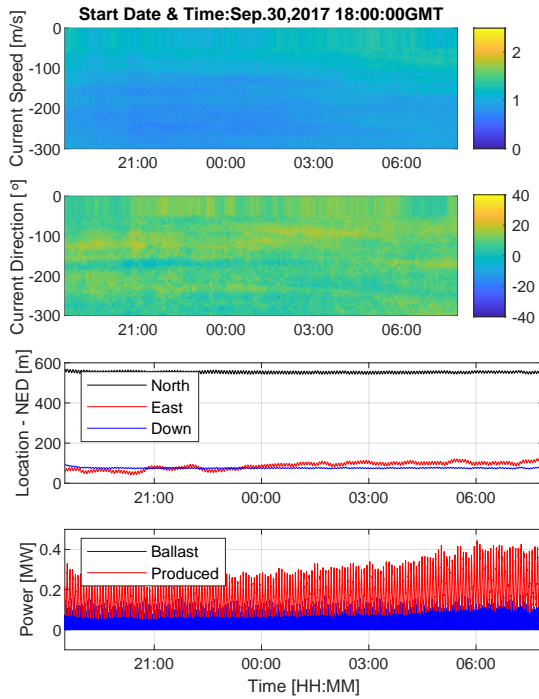 Start Date & Time:Sep.30,2017 18:00:00GMT
Current Speed [m/s]
0
-100
-200
-300
21:00 00:00 03:00 06:00
2
1
0
Current Direction [°]
0
-100
-200
-300
21:00 00:00 03:00 06:00
40
20
0
-20
-40
Location - NED [m]
600
400
200
0
North
East
Down
21:00 00:00 03:00 06:00
Power [MW]
0.4
0.2
0
Ballast
Produced
21:00 00:00 03:00 06:00
Time [HH:MM]